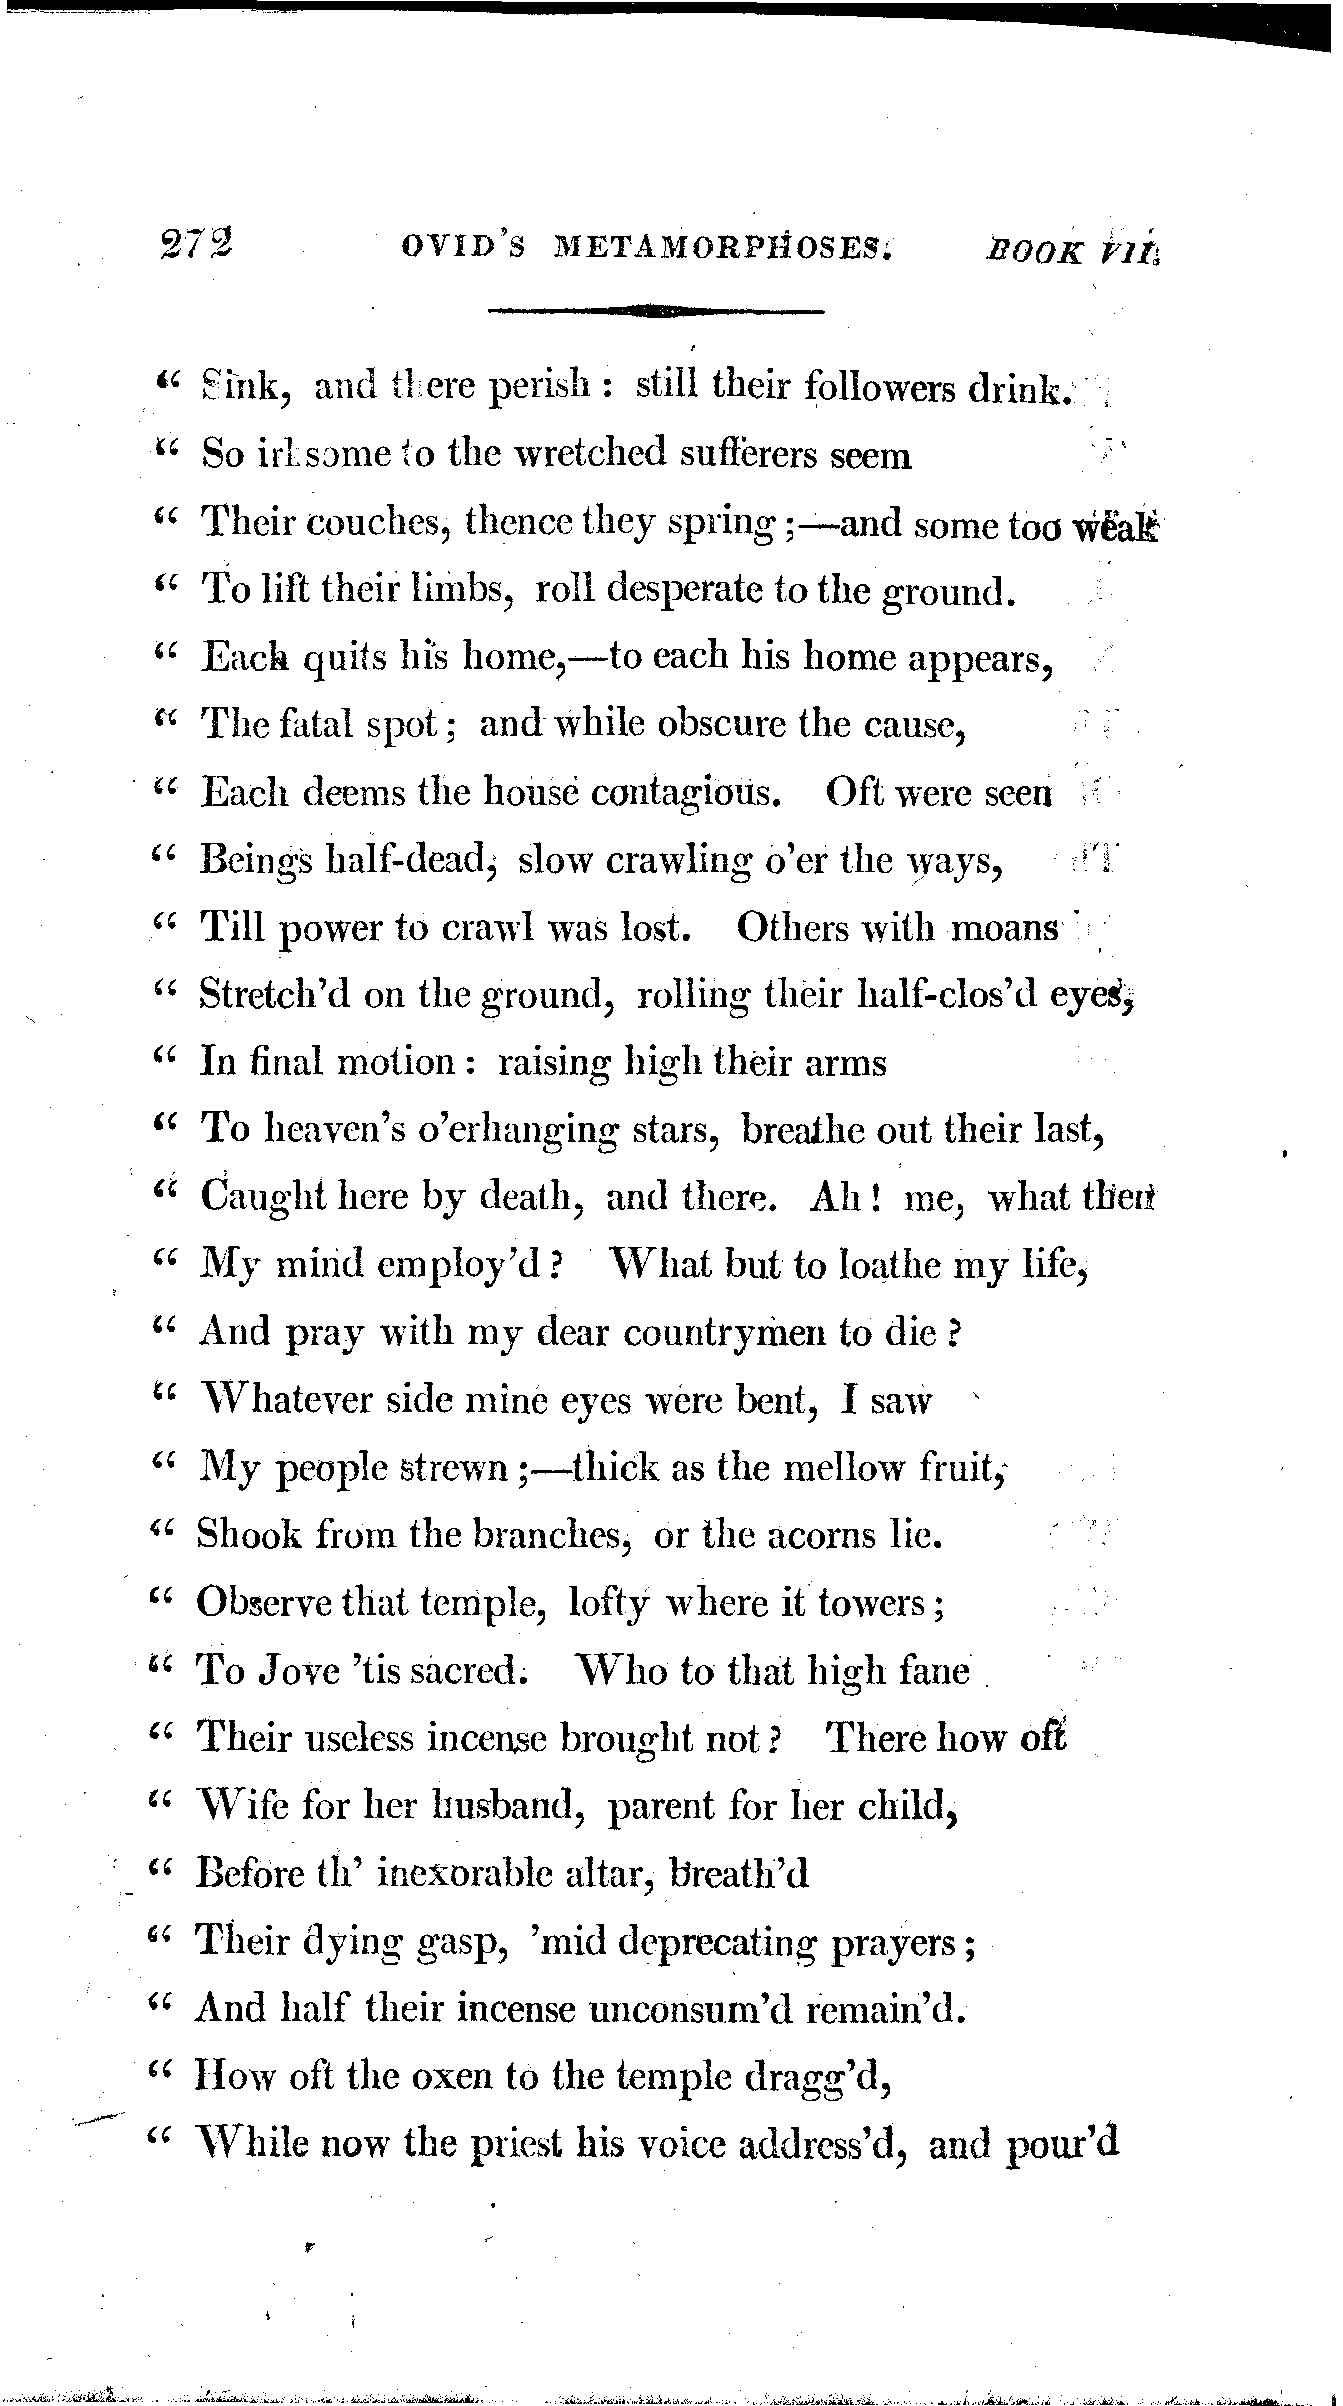 272 OVID'S METAMORPHOSES. BOOK VII.
“ Sink, and there perish : still their followers drink.
“ So irksome to the wretched sufferers seem
“ Their couches, thence they spring ;—and some too weak
“ To lift their limbs, roll desperate to the ground.
“ Each quits his home,—to each his home appears,
“ The fatal spot ; and while obscure the cause,
“ Each deems the house contagious. Oft were seen
“ Beings half-dead, slow crawling o'er the ways,
“ Till power to crawl was lost. Others with moans
“ Stretch'd on the ground, rolling their half-clos'd eyes,
“ In final motion : raising high their arms
“ To heaven's o'erhanging stars, breathe out their last,
“ Caught here by death, and there. Ah ! me, what then
“ My mind employ'd ? What but to loathe my life,
“ And pray with my dear countrymen to die ?
“ Whatever side mine eyes were bent, I saw
“ My people strewn ;—thick as the mellow fruit,
“ Shook from the branches, or the acorns lie.
“ Observe that temple, lofty where it towers ;
“ To Jove 'tis sacred. Who to that high fane
“ Their useless incense brought not ? There how oft
“ Wife for her husband, parent for her child,
“ Before th' inexorable altar, breath'd
“ Their dying gasp, 'mid deprecating prayers ;
“ And half their incense unconsum'd remain'd.
“ How oft the oxen to the temple dragg'd,
“ While now the priest his voice address'd, and pour'd